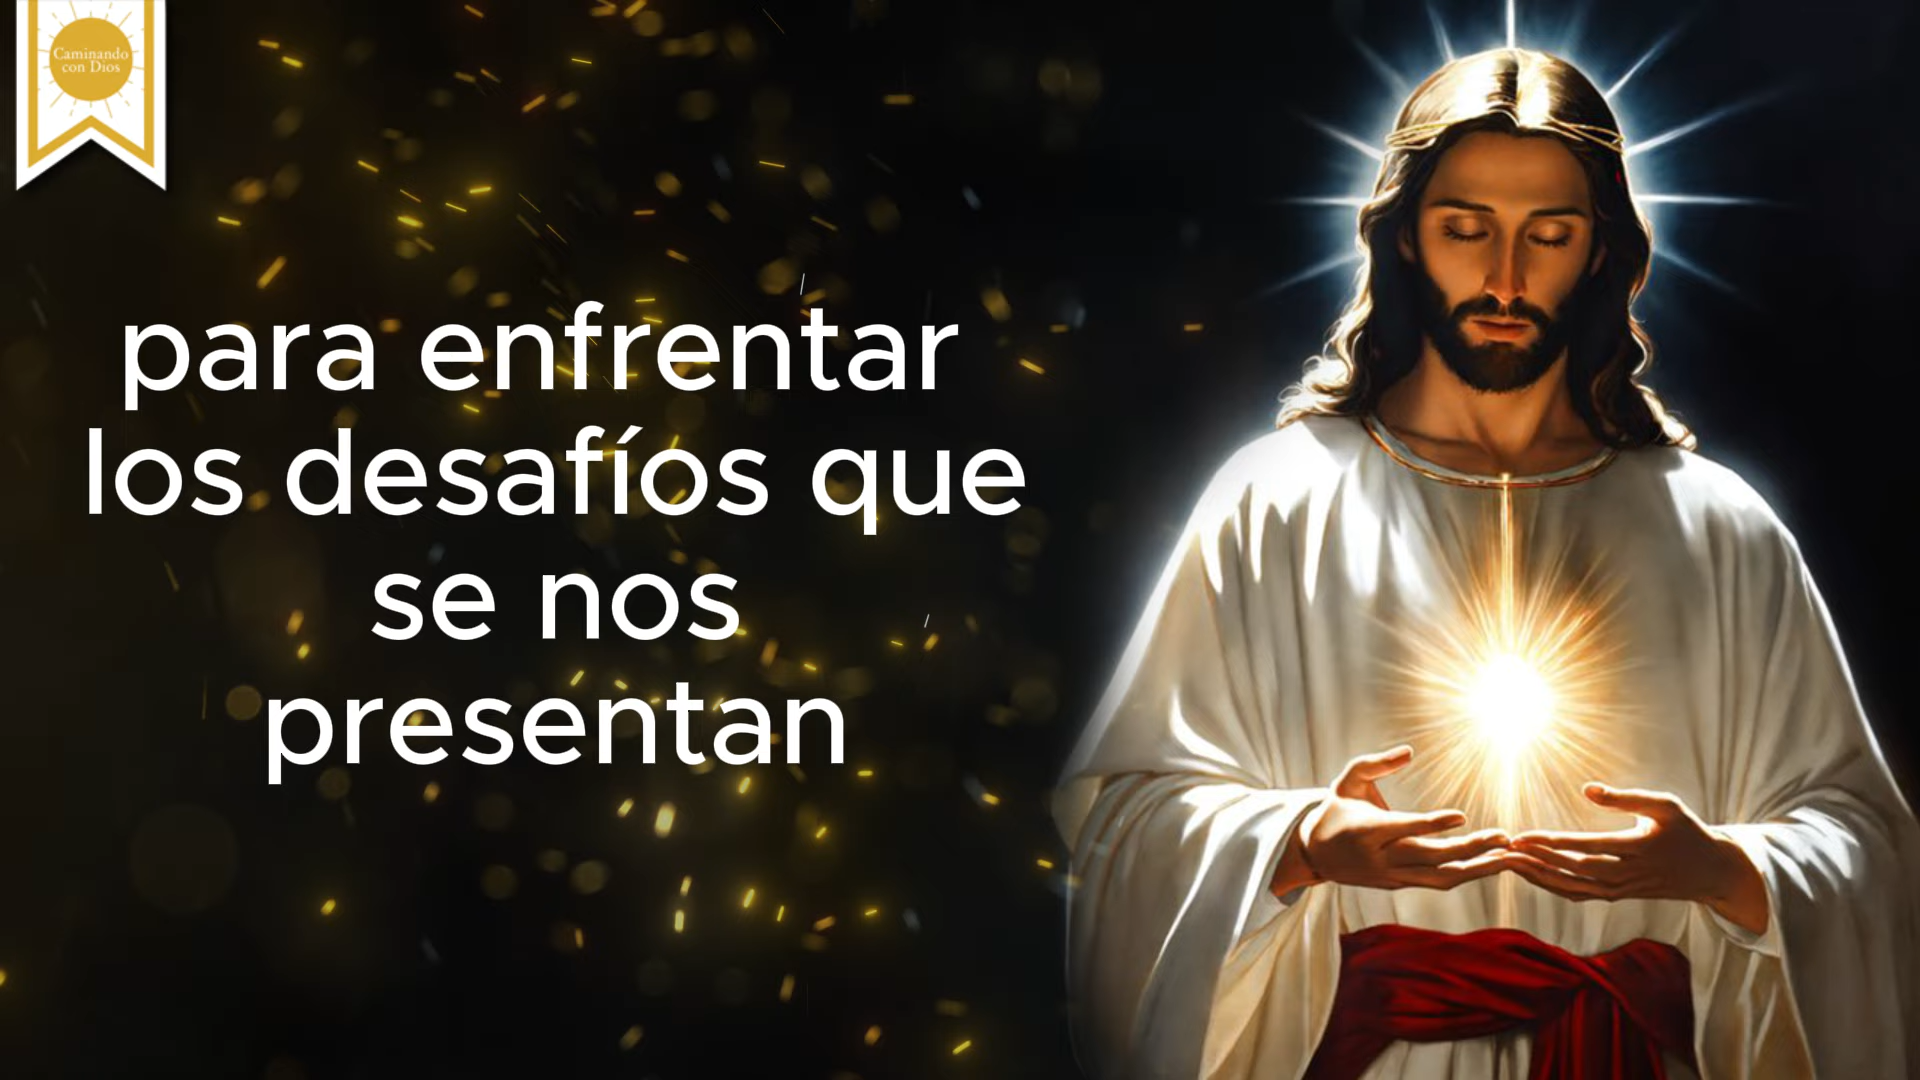 Caminando
con Dios
para enfrentar
los desafíos que
se nos
presentan